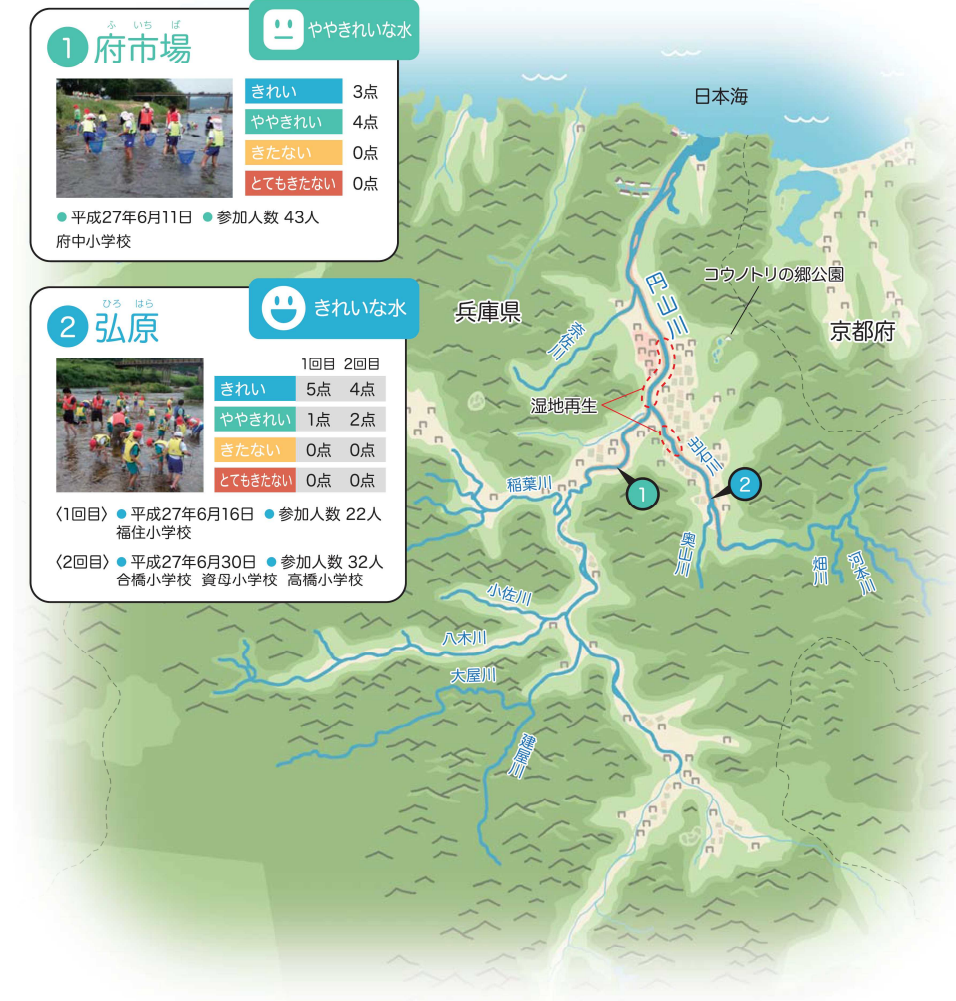 ややきれいな水
ふ いち ば
1 府市場
きれい 3点
ややきれい 4点
きたない 0点
とてもきたない 0点
● 平成27年6月11日 ● 参加人数 43人
府中小学校
きれいな水
ひろ はら
2 弘原
1回目 2回目
きれい 5点 4点
ややきれい 1点 2点
きたない 0点 0点
とてもきたない 0点 0点
〈1回目〉 ● 平成27年6月16日 ● 参加人数 22人
福住小学校
〈2回目〉 ● 平成27年6月30日 ● 参加人数 32人
合橋小学校 資母小学校 高橋小学校
日本海
コウノトリの郷公園
兵庫県
円山川
京都府
奈佐川
湿地再生
出石川
稲葉川
1
2
奥山川
畑川
河本川
小佐川
八木川
大屋川
建屋川